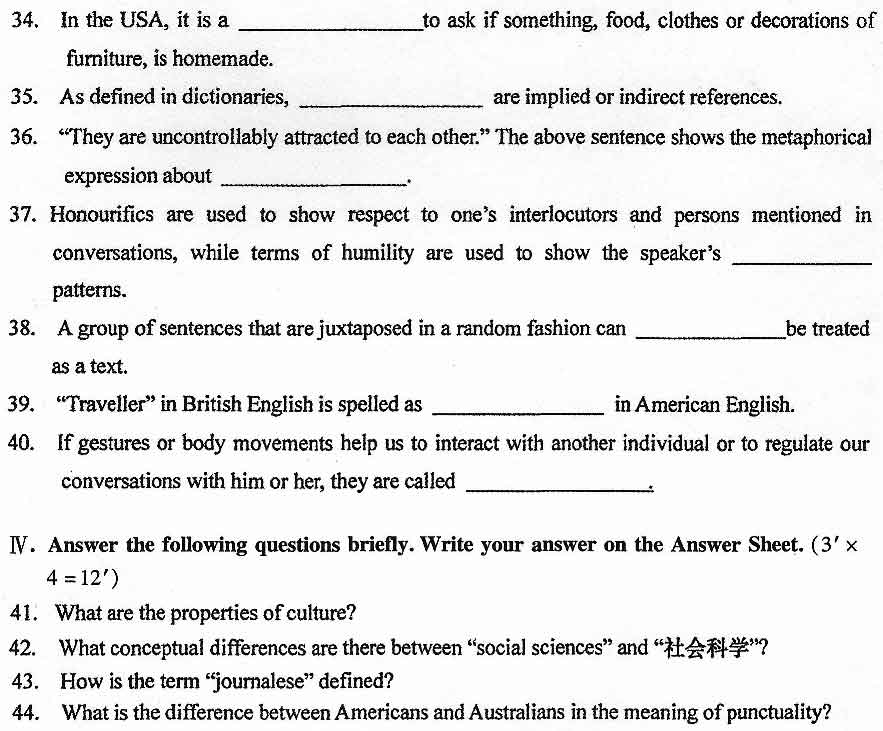 34. In the USA, it is a ________________to ask if something, food, clothes or decorations of
furniture, is homemade.
35. As defined in dictionaries, ________________ are implied or indirect references.
36. “They are uncontrollably attracted to each other.” The above sentence shows the metaphorical
expression about ________________.
37. Honourifics are used to show respect to one’s interlocutors and persons mentioned in
conversations, while terms of humility are used to show the speaker’s ____________
patterns.
38. A group of sentences that are juxtaposed in a random fashion can _____________be treated
as a text.
39. “Traveller” in British English is spelled as _______________ in American English.
40. If gestures or body movements help us to interact with another individual or to regulate our
conversations with him or her, they are called ________________.
Ⅳ. Answer the following questions briefly. Write your answer on the Answer Sheet. (3′ ×
4 = 12′)
41. What are the properties of culture?
42. What conceptual differences are there between “social sciences” and “社会科学”?
43. How is the term “journalese” defined?
44. What is the difference between Americans and Australians in the meaning of punctuality?